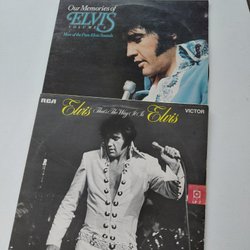 Our Memories of
ELVIS
More of the Pure Elvis Sound
RCA
VICTOR
Elvis
That's The Way It Is
Elvis